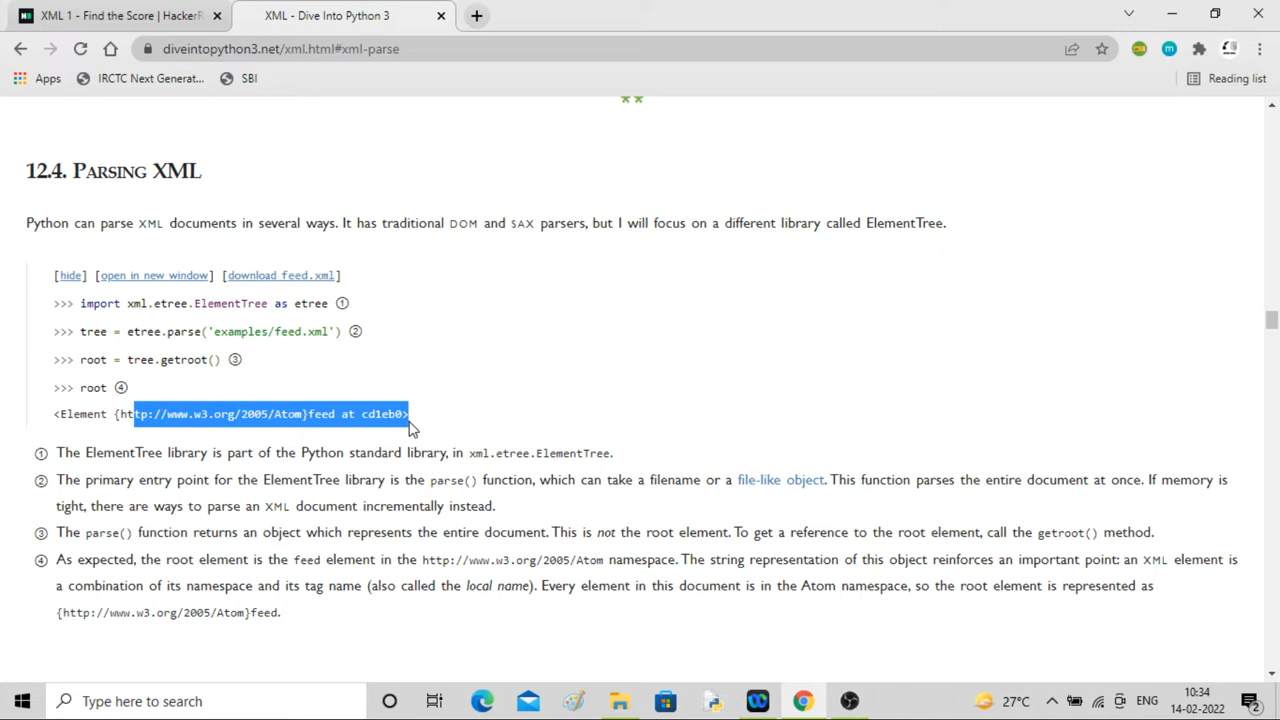 XML 1 - Find the Score | HackerR
XML - Dive Into Python 3
diveintopython3.net/xml.html#xml-parse
Apps
IRCTC Next Generat...
SBI
Reading list
**
12.4. PARSING XML
Python can parse XML documents in several ways. It has traditional DOM and SAX parsers, but I will focus on a different library called ElementTree.
[hide] [open in new window] [download feed.xml]
>>> import xml.etree.ElementTree as etree ①
>>> tree = etree.parse('examples/feed.xml') ②
>>> root = tree.getroot() ③
>>> root ④
<Element {http://www.w3.org/2005/Atom}feed at cd1eb0>
① The ElementTree library is part of the Python standard library, in xml.etree.ElementTree.
② The primary entry point for the ElementTree library is the parse() function, which can take a filename or a file-like object. This function parses the entire document at once. If memory is
tight, there are ways to parse an XML document incrementally instead.
③ The parse() function returns an object which represents the entire document. This is not the root element. To get a reference to the root element, call the getroot() method.
④ As expected, the root element is the feed element in the http://www.w3.org/2005/Atom namespace. The string representation of this object reinforces an important point: an XML element is
a combination of its namespace and its tag name (also called the local name). Every element in this document is in the Atom namespace, so the root element is represented as
{http://www.w3.org/2005/Atom}feed.
Type here to search
27°C
ENG
10:34
14-02-2022
2